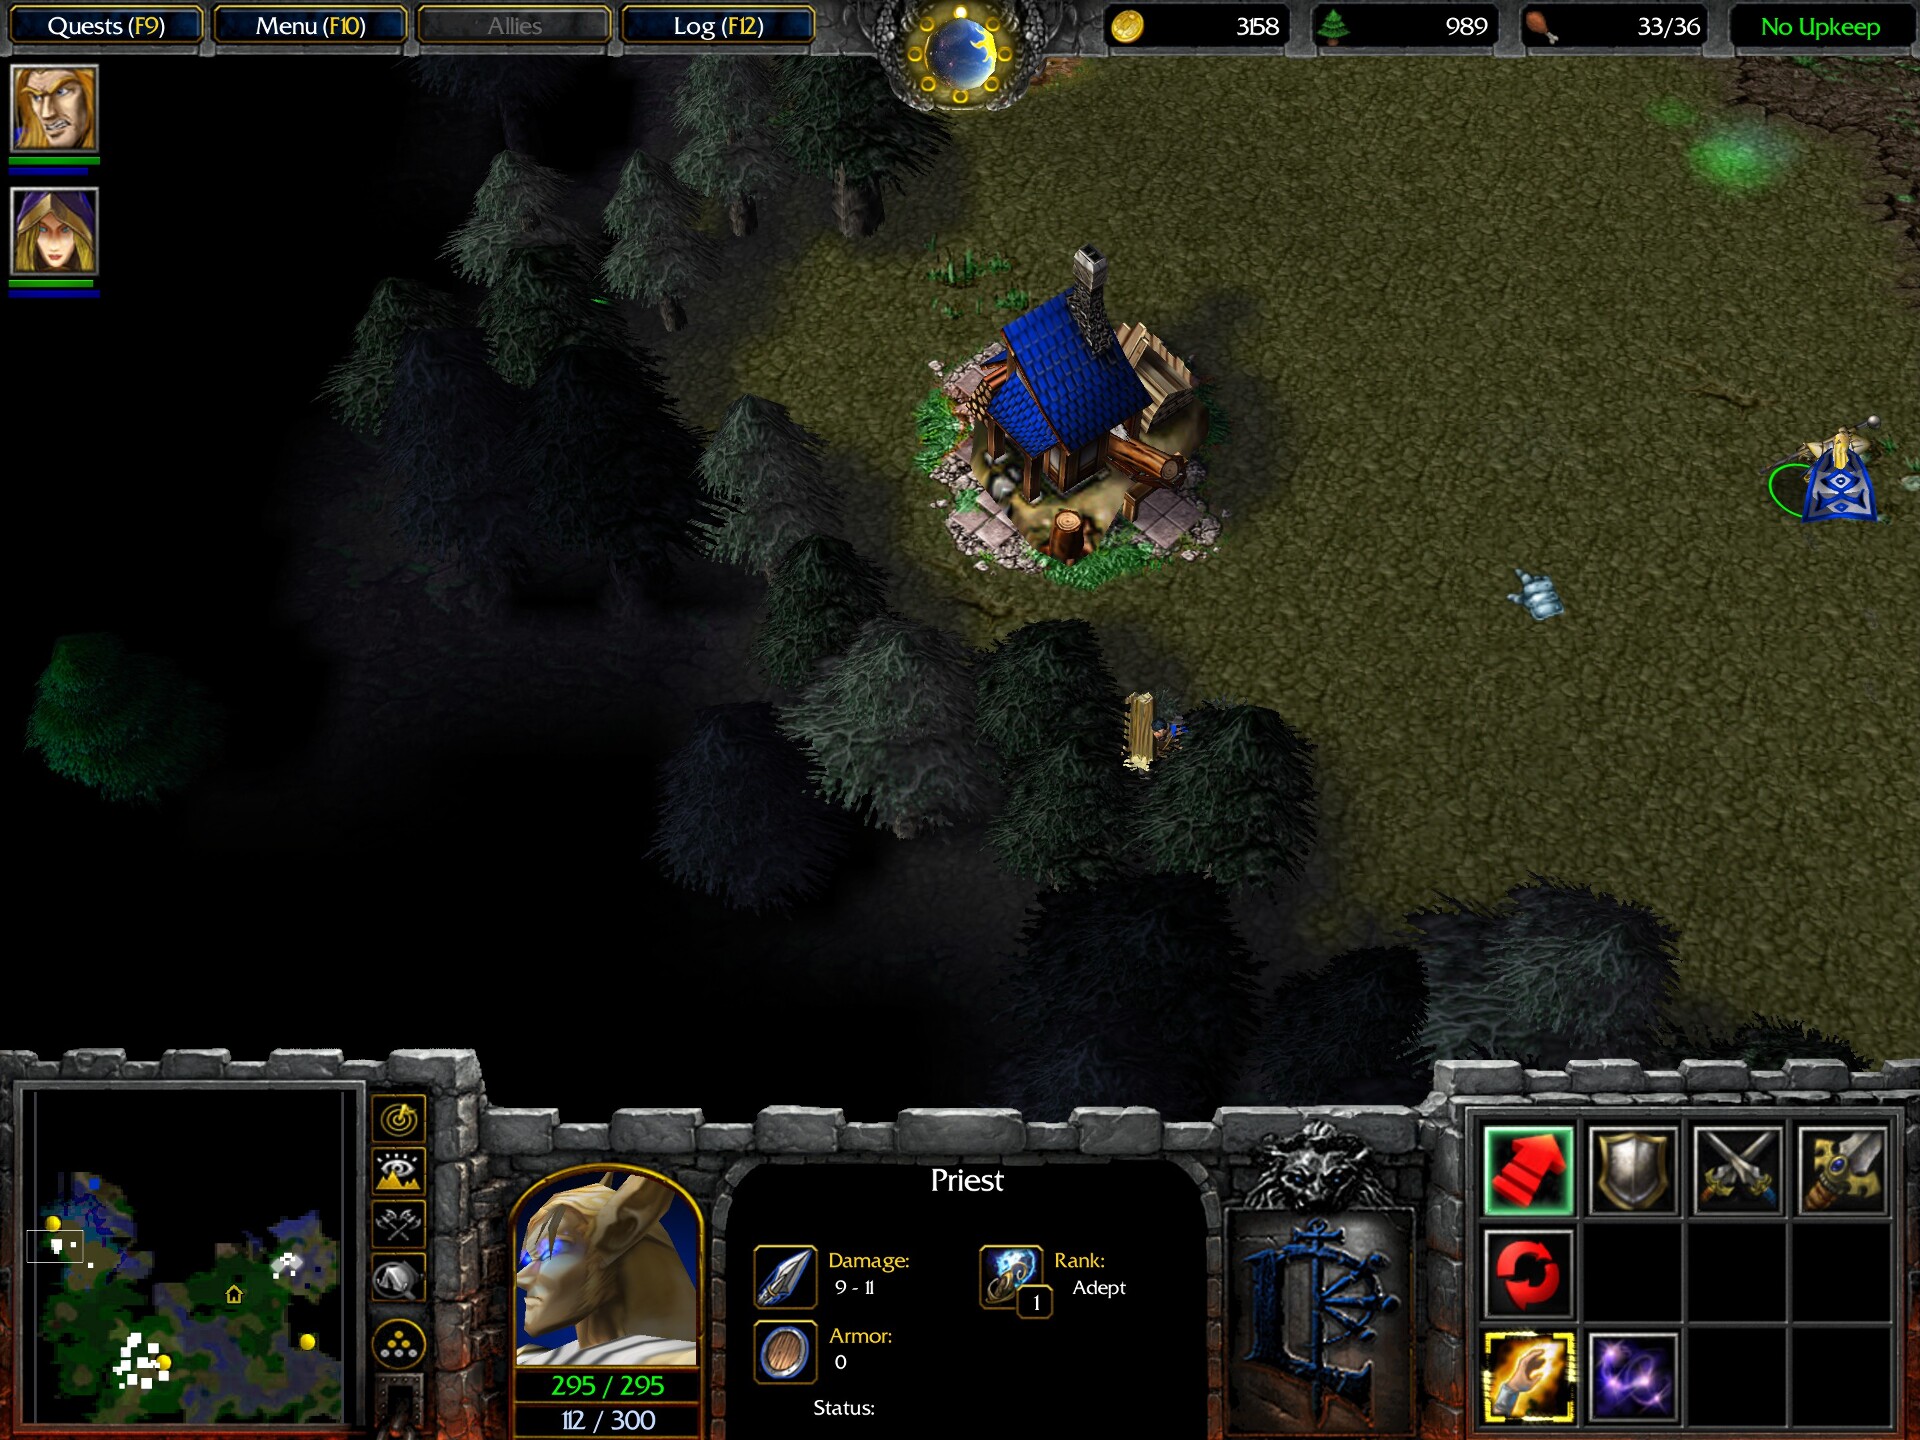 Quests (F9) Menu (F10) Allies Log (F12) 3158 989 33/36 No Upkeep
Priest
Damage: Rank:
9 - 11 Adept
1
Armor:
0
295 / 295
Status:
112 / 300